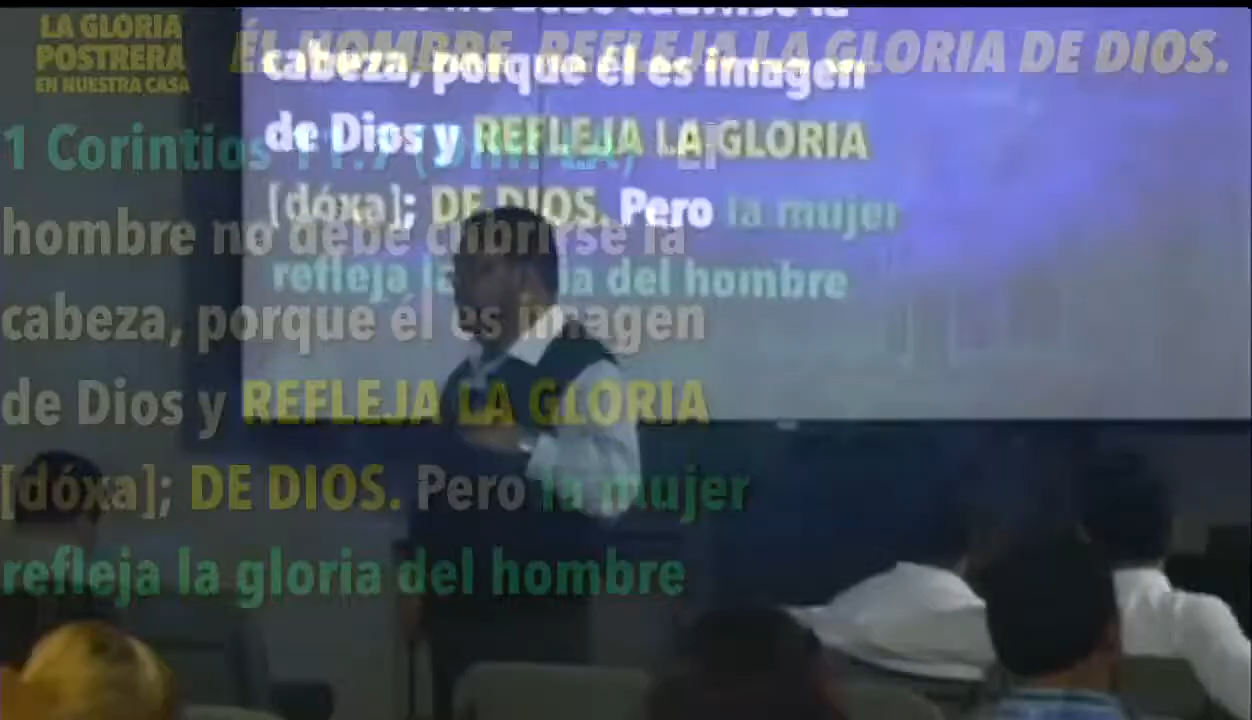 LA GLORIA
POSTRERA
EN NUESTRA CASA
ÉL HOMBRE, REFLEJA LA GLORIA DE DIOS.
1 Corintios 11:7 El
hombre no debe cubrirse la
cabeza, porque él es imagen
de Dios y REFLEJA LA GLORIA
[dóxa]; DE DIOS. Pero la mujer
refleja la gloria del hombre
cabeza, porque él es imagen
de Dios y REFLEJA LA GLORIA
[dóxa]; DE DIOS. Pero la mujer
refleja la gloria del hombre